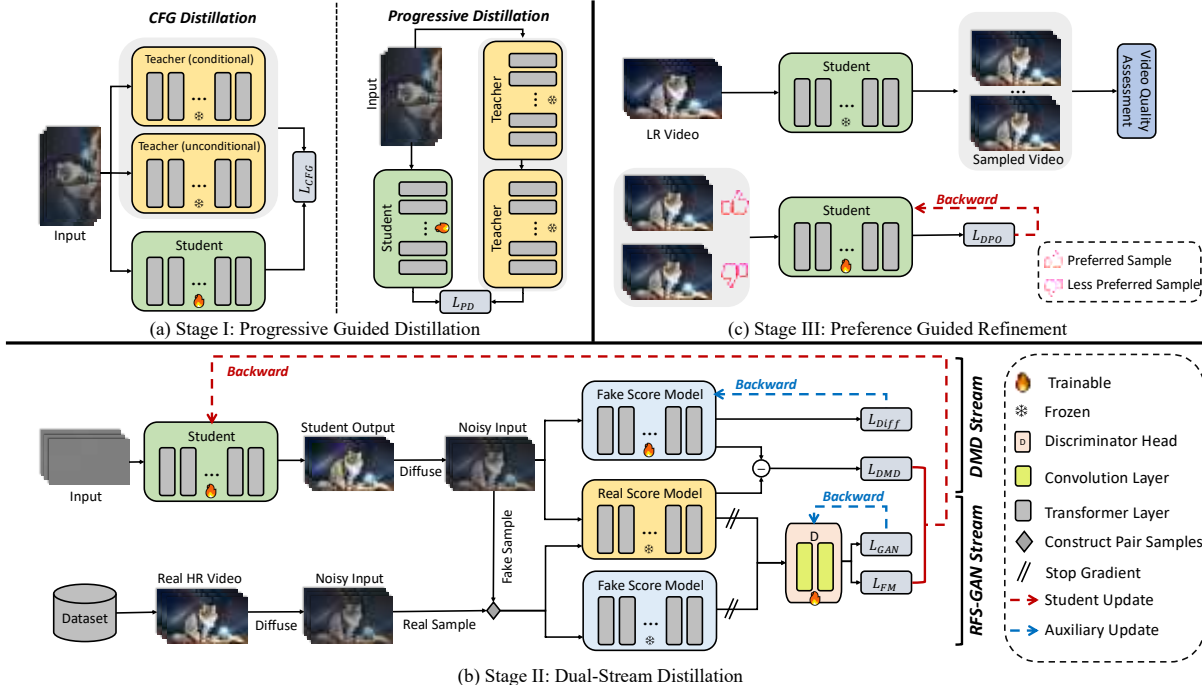 CFG Distillation
Teacher (conditional)
...
Teacher (unconditional)
...
Student
...
Input
L_CFG
Progressive Distillation
Input
Teacher
...
Student
...
Teacher
...
L_PD
(a) Stage I: Progressive Guided Distillation
LR Video
Student
...
...
Sampled Video
Video Quality
Assessment
Student
...
Backward
L_DPO
Preferred Sample
Less Preferred Sample
(c) Stage III: Preference Guided Refinement
Backward
Input
Student
...
Student Output
Diffuse
Noisy Input
Fake Sample
Fake Score Model
...
Backward
L_Diff
−
L_DMD
Real Score Model
...
Backward
D
L_GAN
L_FM
Fake Score Model
...
Dataset
Real HR Video
Diffuse
Noisy Input
Real Sample
DMD Stream
RFS-GAN Stream
Trainable
Frozen
D
Discriminator Head
Convolution Layer
Transformer Layer
Construct Pair Samples
Stop Gradient
Student Update
Auxiliary Update
(b) Stage II: Dual-Stream Distillation